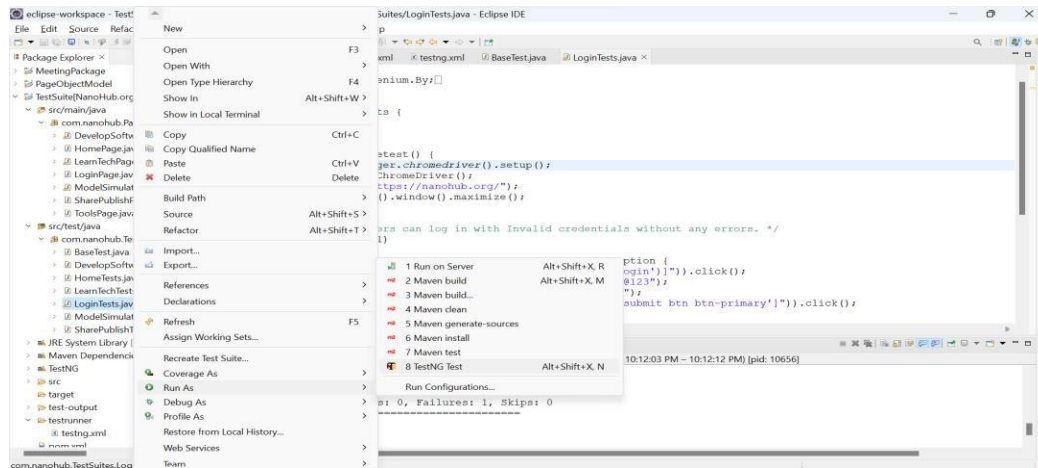 eclipse-workspace - TestS
Suites/LoginTests.java - Eclipse IDE
File Edit Source Refac
p
Package Explorer ×
xml testng.xml BaseTest.java LoginTests.java ×
MeetingPackage
PageObjectModel
TestSuite[NanoHub.org
src/main/java
com.nanohub.Pa
DevelopSoftw
HomePage.jav
LearnTechPag
LoginPage.jav
ModelSimulat
SharePublishP
ToolsPage.java
src/test/java
com.nanohub.Te
BaseTest.java
DevelopSoftw
HomeTests.jav
LearnTechTest
LoginTests.jav
ModelSimulat
SharePublishT
JRE System Library [
Maven Dependencie
TestNG
src
target
test-output
testrunner
testng.xml
pom.xml
com.nanohub.TestSuites.Log
New >
Open F3
Open With >
Open Type Hierarchy F4
Show In Alt+Shift+W >
Show in Local Terminal >
Copy Ctrl+C
Copy Qualified Name
Paste Ctrl+V
Delete Delete
Build Path >
Source Alt+Shift+S >
Refactor Alt+Shift+T >
Import...
Export...
References >
Declarations >
Refresh F5
Assign Working Sets...
Recreate Test Suite...
Coverage As >
Run As >
Debug As >
Profile As >
Restore from Local History...
Web Services >
Team >
enium.By;
ts {
etest() {
ger.chromedriver().setup();
ChromeDriver();
ttps://nanohub.org/");
().window().maximize();
ers can log in with Invalid credentials without any errors. */
1)
ption {
ogin')]")).click();
@123");
");
submit btn btn-primary']")).click();
1 Run on Server Alt+Shift+X, R
2 Maven build Alt+Shift+X, M
3 Maven build...
4 Maven clean
5 Maven generate-sources
6 Maven install
7 Maven test
8 TestNG Test Alt+Shift+X, N
Run Configurations...
10:12:03 PM – 10:12:12 PM) [pid: 10656]
s: 0, Failures: 1, Skips: 0
========================